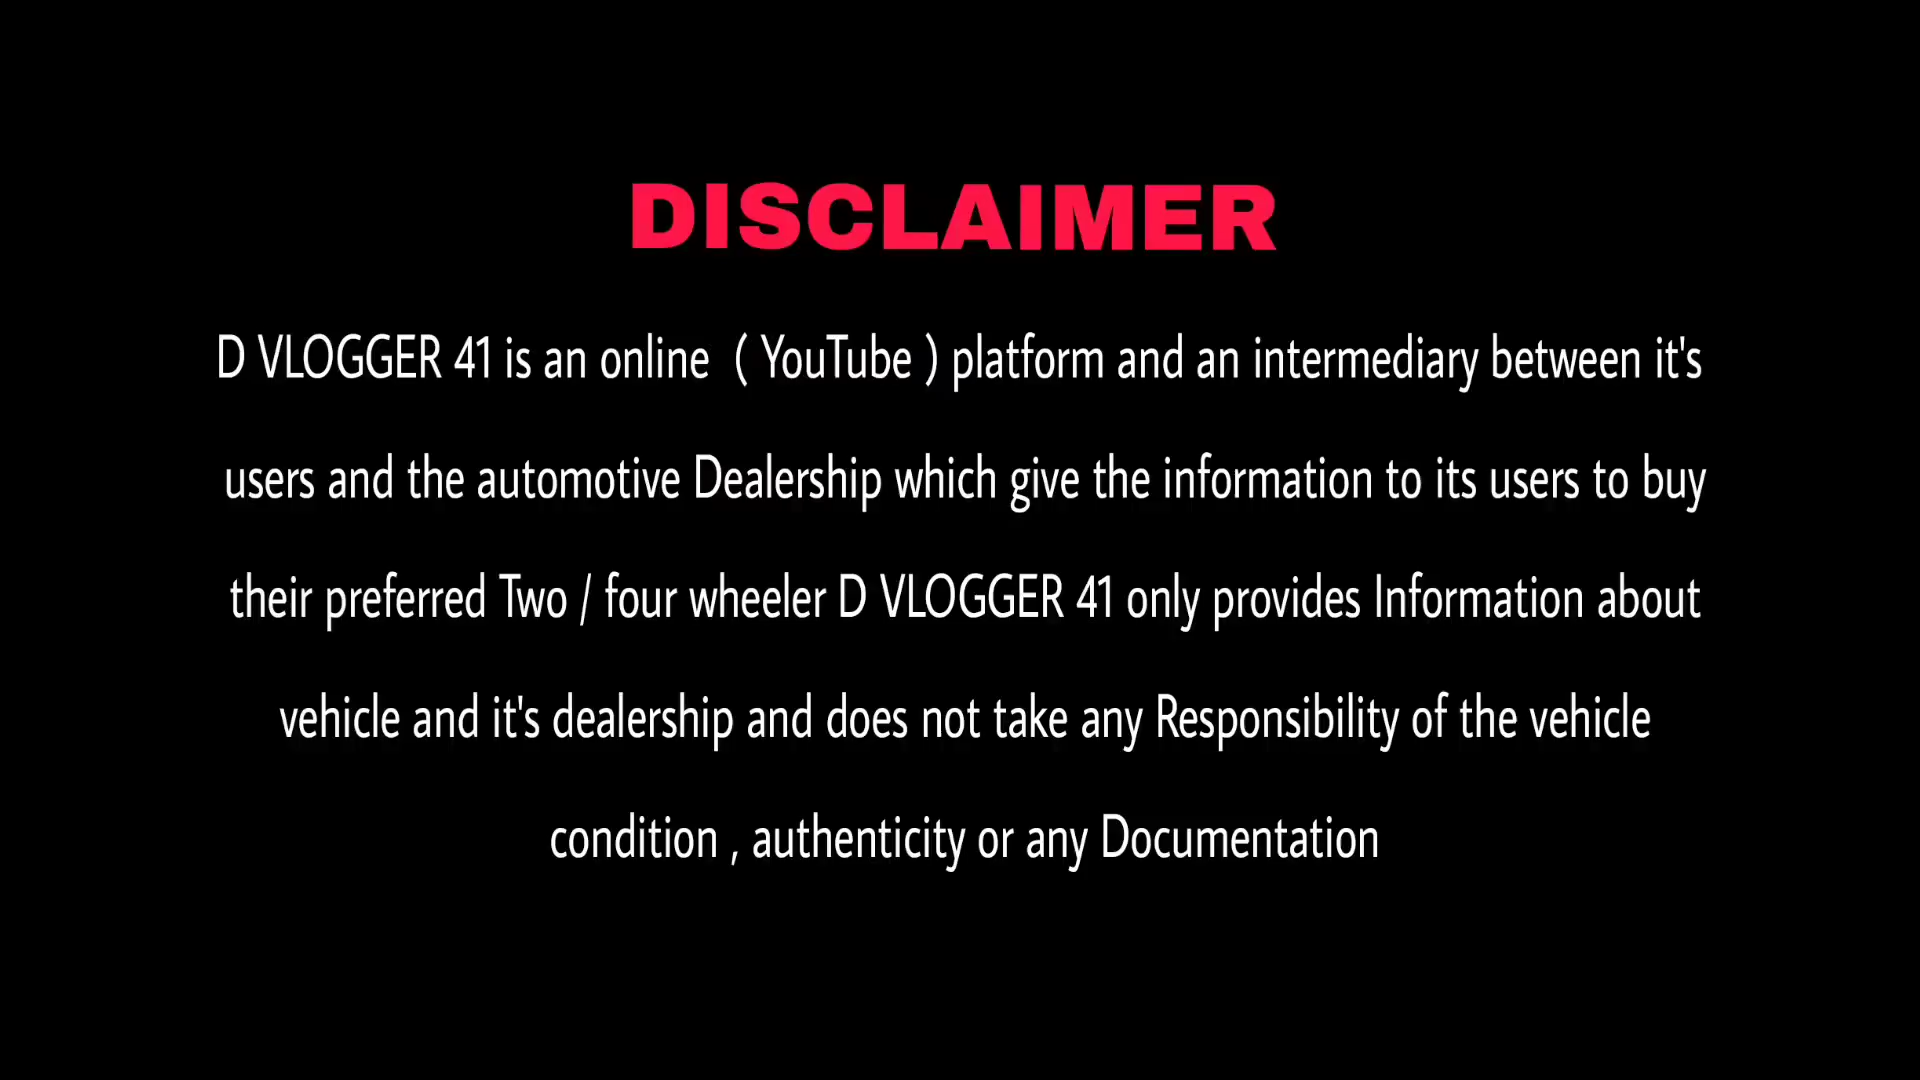 DISCLAIMER
D VLOGGER 41 is an online  ( YouTube ) platform and an intermediary between it's
users and the automotive Dealership which give the information to its users to buy
their preferred Two / four wheeler D VLOGGER 41 only provides Information about
vehicle and it's dealership and does not take any Responsibility of the vehicle
condition , authenticity or any Documentation